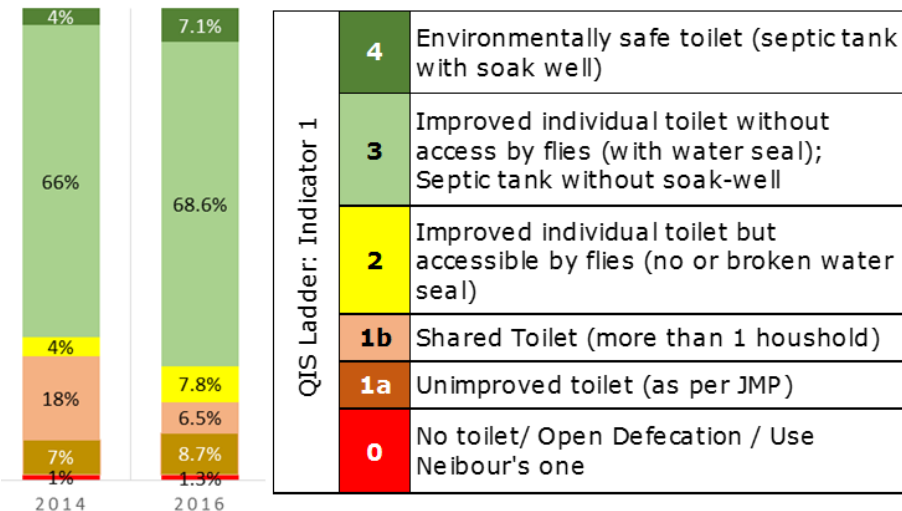 4%
66%
4%
18%
7%
1%
2014
7.1%
68.6%
7.8%
6.5%
8.7%
1.3%
2016
QIS Ladder: Indicator 1
4
Environmentally safe toilet (septic tank
with soak well)
3
Improved individual toilet without
access by flies (with water seal);
Septic tank without soak-well
2
Improved individual toilet but
accessible by flies (no or broken water
seal)
1b
Shared Toilet (more than 1 houshold)
1a
Unimproved toilet (as per JMP)
0
No toilet/ Open Defecation / Use
Neibour's one